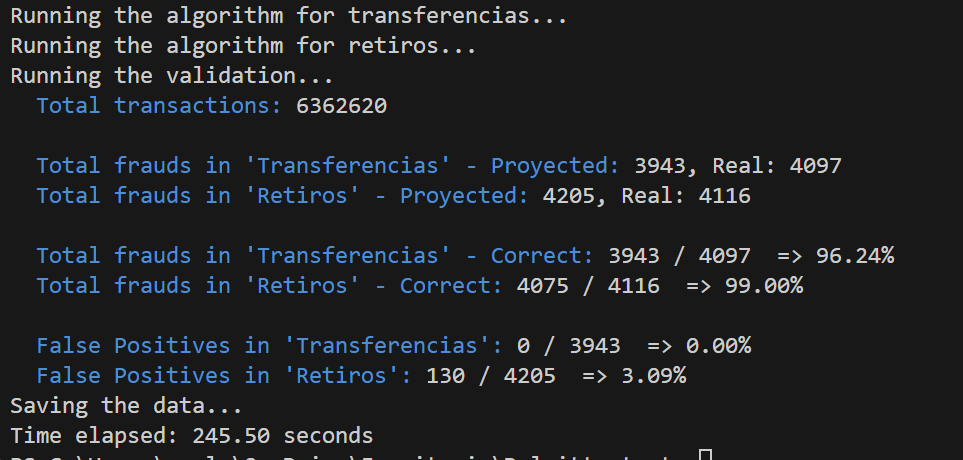 Running the algorithm for transferencias...
Running the algorithm for retiros...
Running the validation...
Total transactions: 6362620
Total frauds in 'Transferencias' - Proyected: 3943, Real: 4097
Total frauds in 'Retiros' - Proyected: 4205, Real: 4116
Total frauds in 'Transferencias' - Correct: 3943 / 4097 => 96.24%
Total frauds in 'Retiros' - Correct: 4075 / 4116 => 99.00%
False Positives in 'Transferencias': 0 / 3943 => 0.00%
False Positives in 'Retiros': 130 / 4205 => 3.09%
Saving the data...
Time elapsed: 245.50 seconds